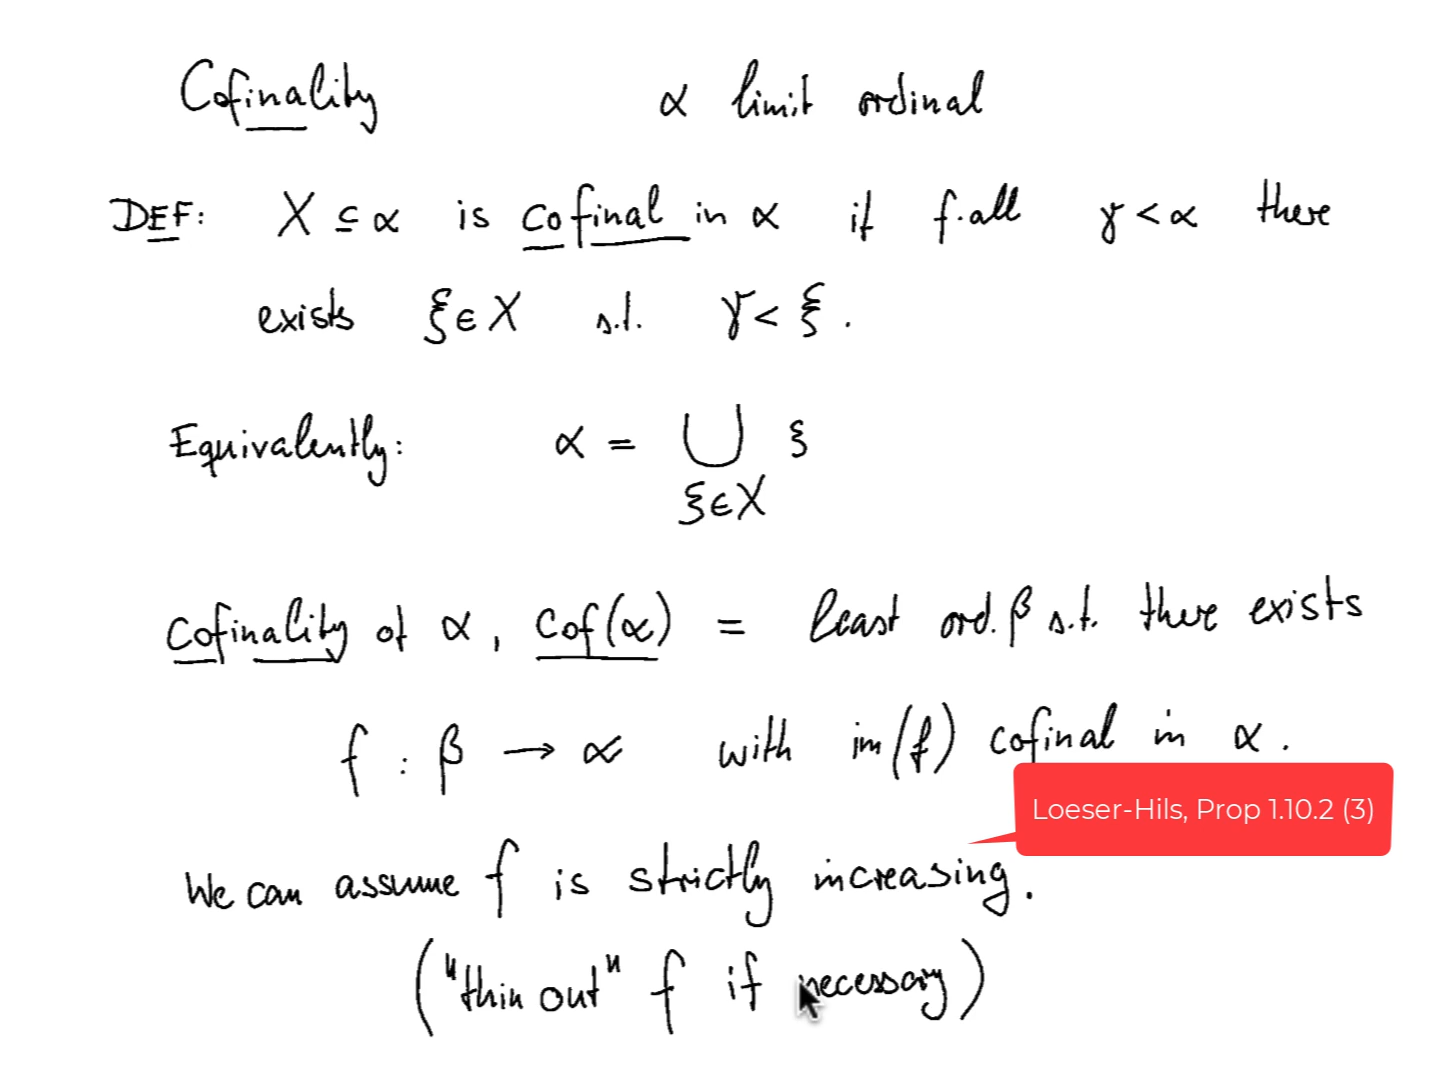 Cofinality α limit ordinal
DEF: X ⊆ α is cofinal in α if f.all γ < α there
exists ξ ∈ X s.t. γ < ξ.
Equivalently: α = ⋃ ξ
ξ ∈ X
Cofinality of α, Cof(α) = least ord. β s.t. there exists
f : β → α with im(f) cofinal in α.
Loeser-Hils, Prop 1.10.2 (3)
We can assume f is strictly increasing.
("thin out" f if necessary)